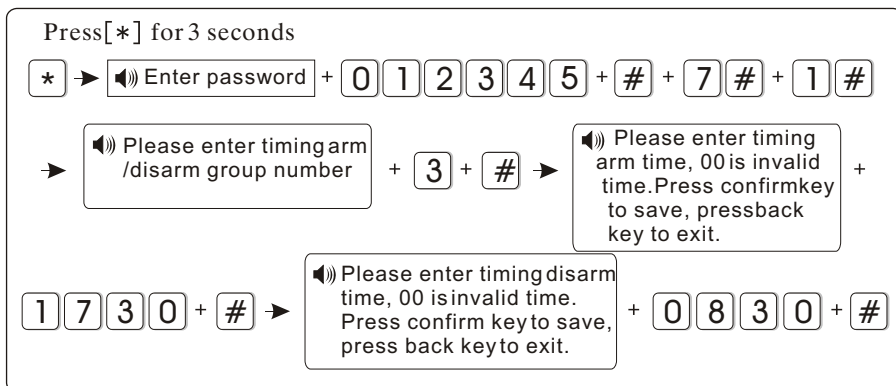 Press[*] for 3 seconds
* Enter password + 0 1 2 3 4 5 + # + 7 # + 1 #
Please enter timing arm
/disarm group number
+ 3 + #
Please enter timing
arm time, 00 is invalid
time.Press confirmkey
to save, pressback
key to exit.
+
1 7 3 0 + #
Please enter timing disarm
time, 00 is invalid time.
Press confirm key to save,
press back key to exit.
+ 0 8 3 0 + #